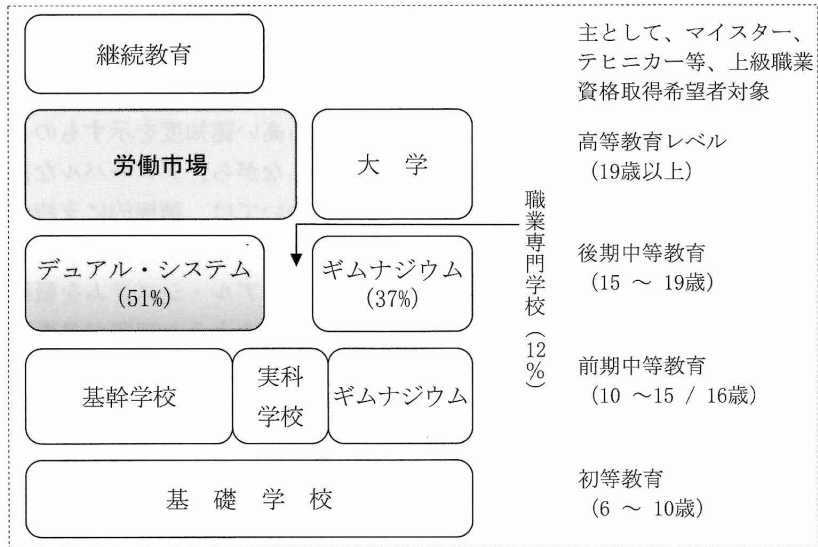 継続教育
主として、マイスター、
テヒニカー等、上級職業
資格取得希望者対象
労働市場
大 学
高等教育レベル
(19歳以上)
職業専門学校(12%)
デュアル・システム
(51%)
ギムナジウム
(37%)
後期中等教育
(15 ～ 19歳)
基幹学校
実科
学校
ギムナジウム
前期中等教育
(10 ～15 / 16歳)
基 礎 学 校
初等教育
(6 ～ 10歳)